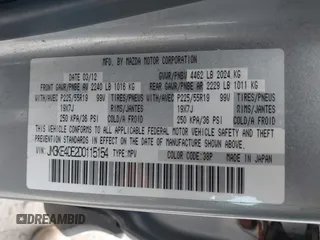 MFD BY MAZDA MOTOR CORPORATION
DATE 03/12
GVWR/PNBV 4462 LB 2024 KG
FRONT GAWR/PNBE AV 2240 LB 1016 KG
REAR GAWR/PNBE AR 2229 LB 1011 KG
WITH/AVEC P225/55R19 99V TIRES/PNEUS
WITH/AVEC P225/55R19 99V TIRES/PNEUS
19X7J RIMS/JANTES
19X7J RIMS/JANTES
250 KPA/36 PSI COLD/A FROID
250 KPA/36 PSI COLD/A FROID
THIS VEHICLE CONFORMS TO ALL APPLICABLE FEDERAL MOTOR VEHICLE SAFETY,
BUMPER, AND THEFT PREVENTION STANDARDS IN EFFECT ON
THE DATE OF MANUFACTURE SHOWN ABOVE.
TYPE:MPV
COLOR CODE:38P
MADE IN JAPAN
DREAMBID